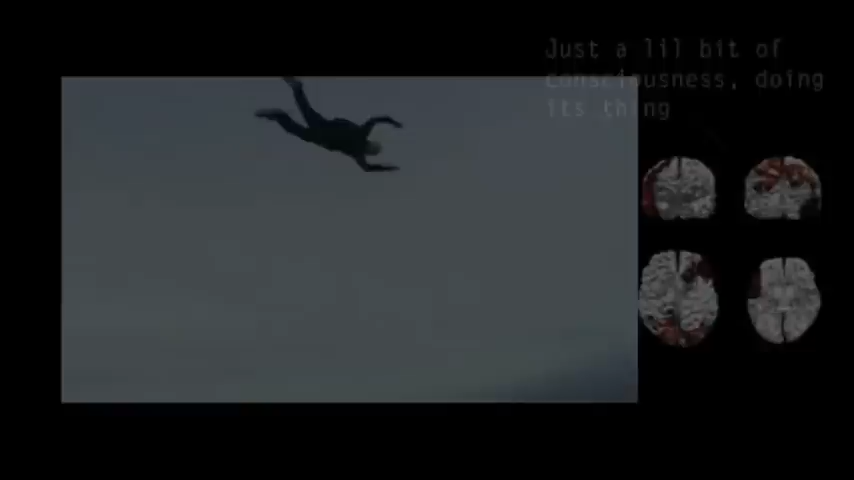 Just a lil bit of
consciousness, doing
its thing